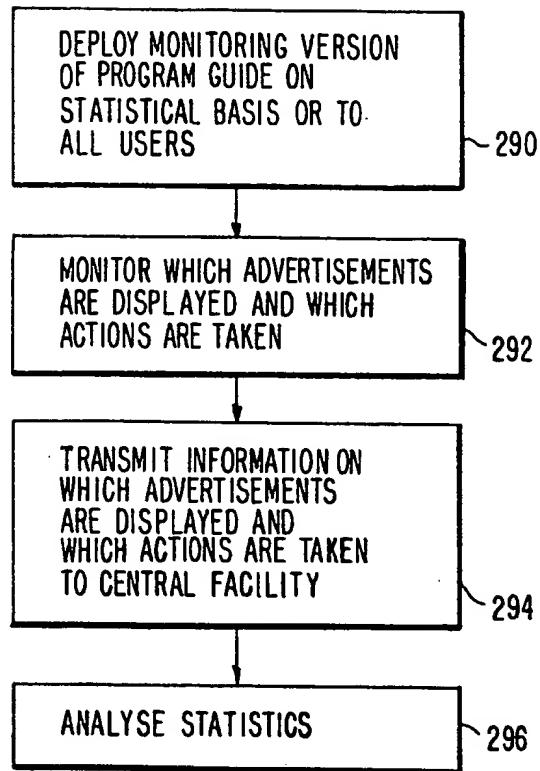 DEPLOY MONITORING VERSION
OF PROGRAM GUIDE ON
STATISTICAL BASIS OR TO
ALL USERS
290
MONITOR WHICH ADVERTISEMENTS
ARE DISPLAYED AND WHICH
ACTIONS ARE TAKEN
292
TRANSMIT INFORMATION ON
WHICH ADVERTISEMENTS
ARE DISPLAYED AND
WHICH ACTIONS ARE TAKEN
TO CENTRAL FACILITY
294
ANALYSE STATISTICS
296